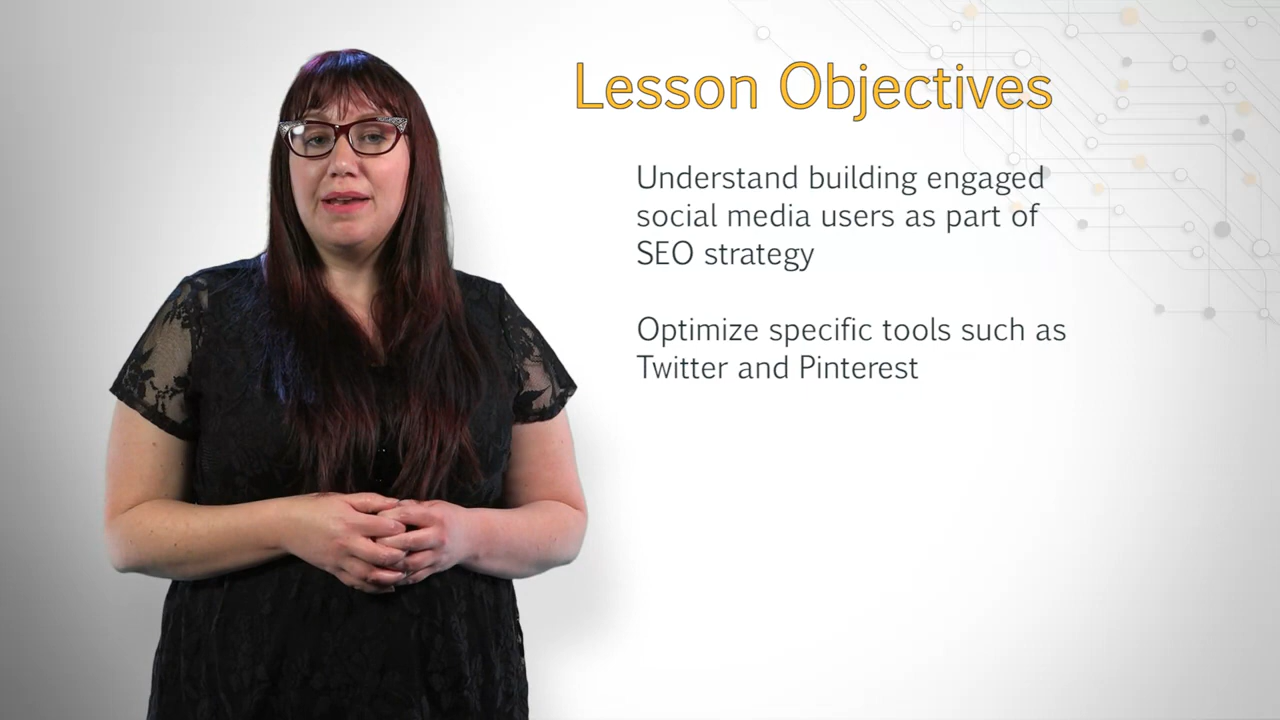 Lesson Objectives
Understand building engaged
social media users as part of
SEO strategy
Optimize specific tools such as
Twitter and Pinterest